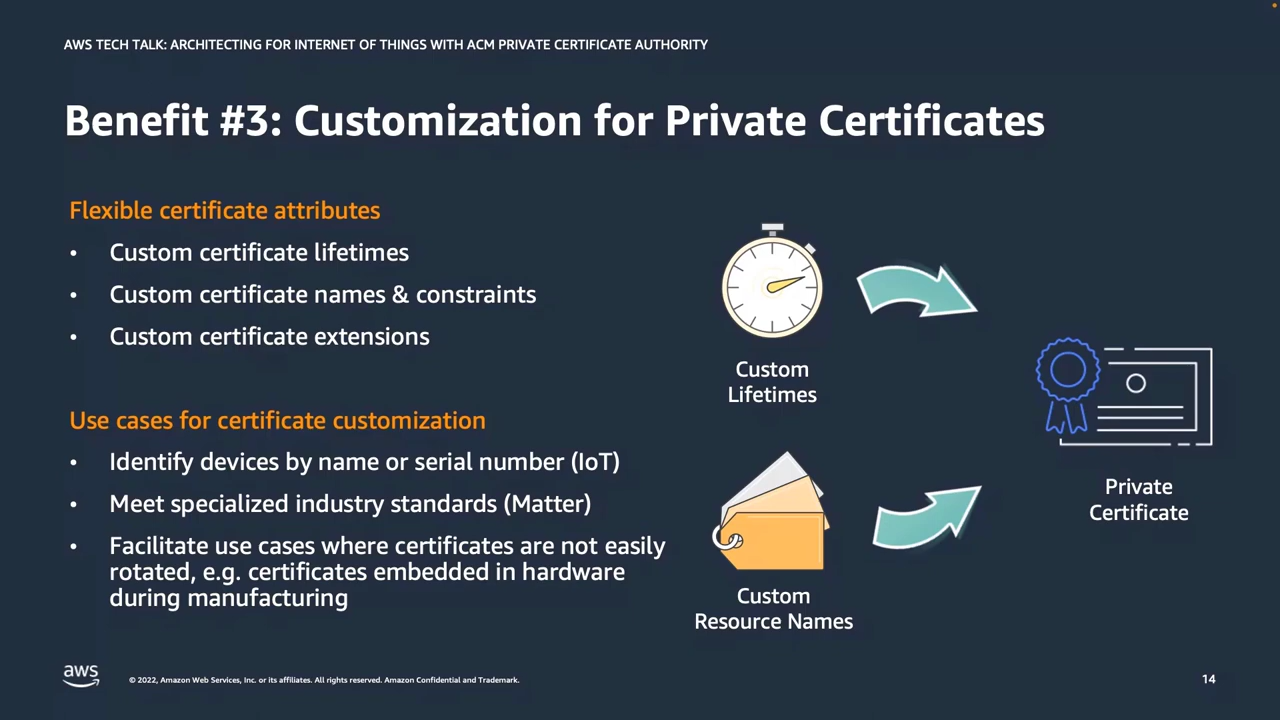 AWS TECH TALK: ARCHITECTING FOR INTERNET OF THINGS WITH ACM PRIVATE CERTIFICATE AUTHORITY
Benefit #3: Customization for Private Certificates
Flexible certificate attributes
• Custom certificate lifetimes
• Custom certificate names & constraints
• Custom certificate extensions
Use cases for certificate customization
• Identify devices by name or serial number (IoT)
• Meet specialized industry standards (Matter)
• Facilitate use cases where certificates are not easily
rotated, e.g. certificates embedded in hardware
during manufacturing
Custom
Lifetimes
Custom
Resource Names
Private
Certificate
aws
© 2022, Amazon Web Services, Inc. or its affiliates. All rights reserved. Amazon Confidential and Trademark.
14